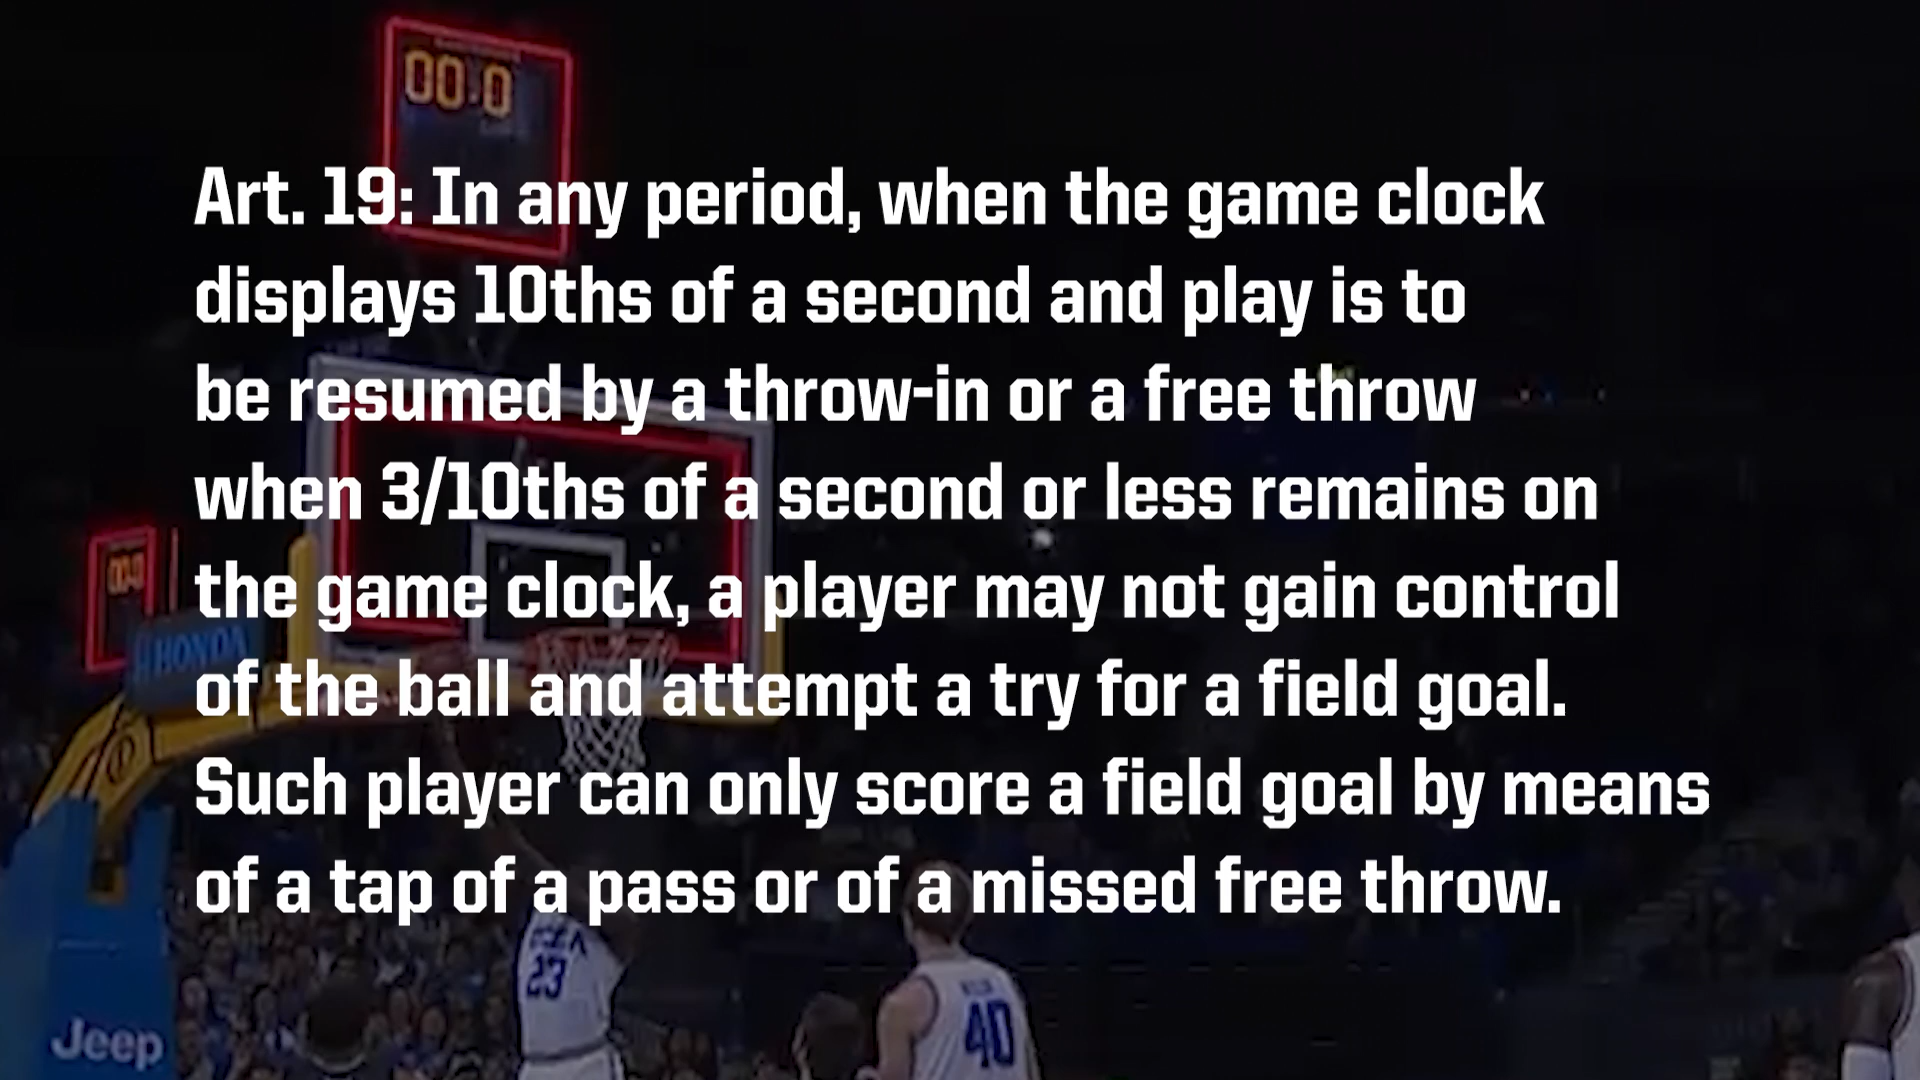 00:0
Art. 19: In any period, when the game clock
displays 10ths of a second and play is to
be resumed by a throw-in or a free throw
when 3/10ths of a second or less remains on
the game clock, a player may not gain control
of the ball and attempt a try for a field goal.
Such player can only score a field goal by means
of a tap of a pass or of a missed free throw.
00:0
HONDA
23
40
Jeep